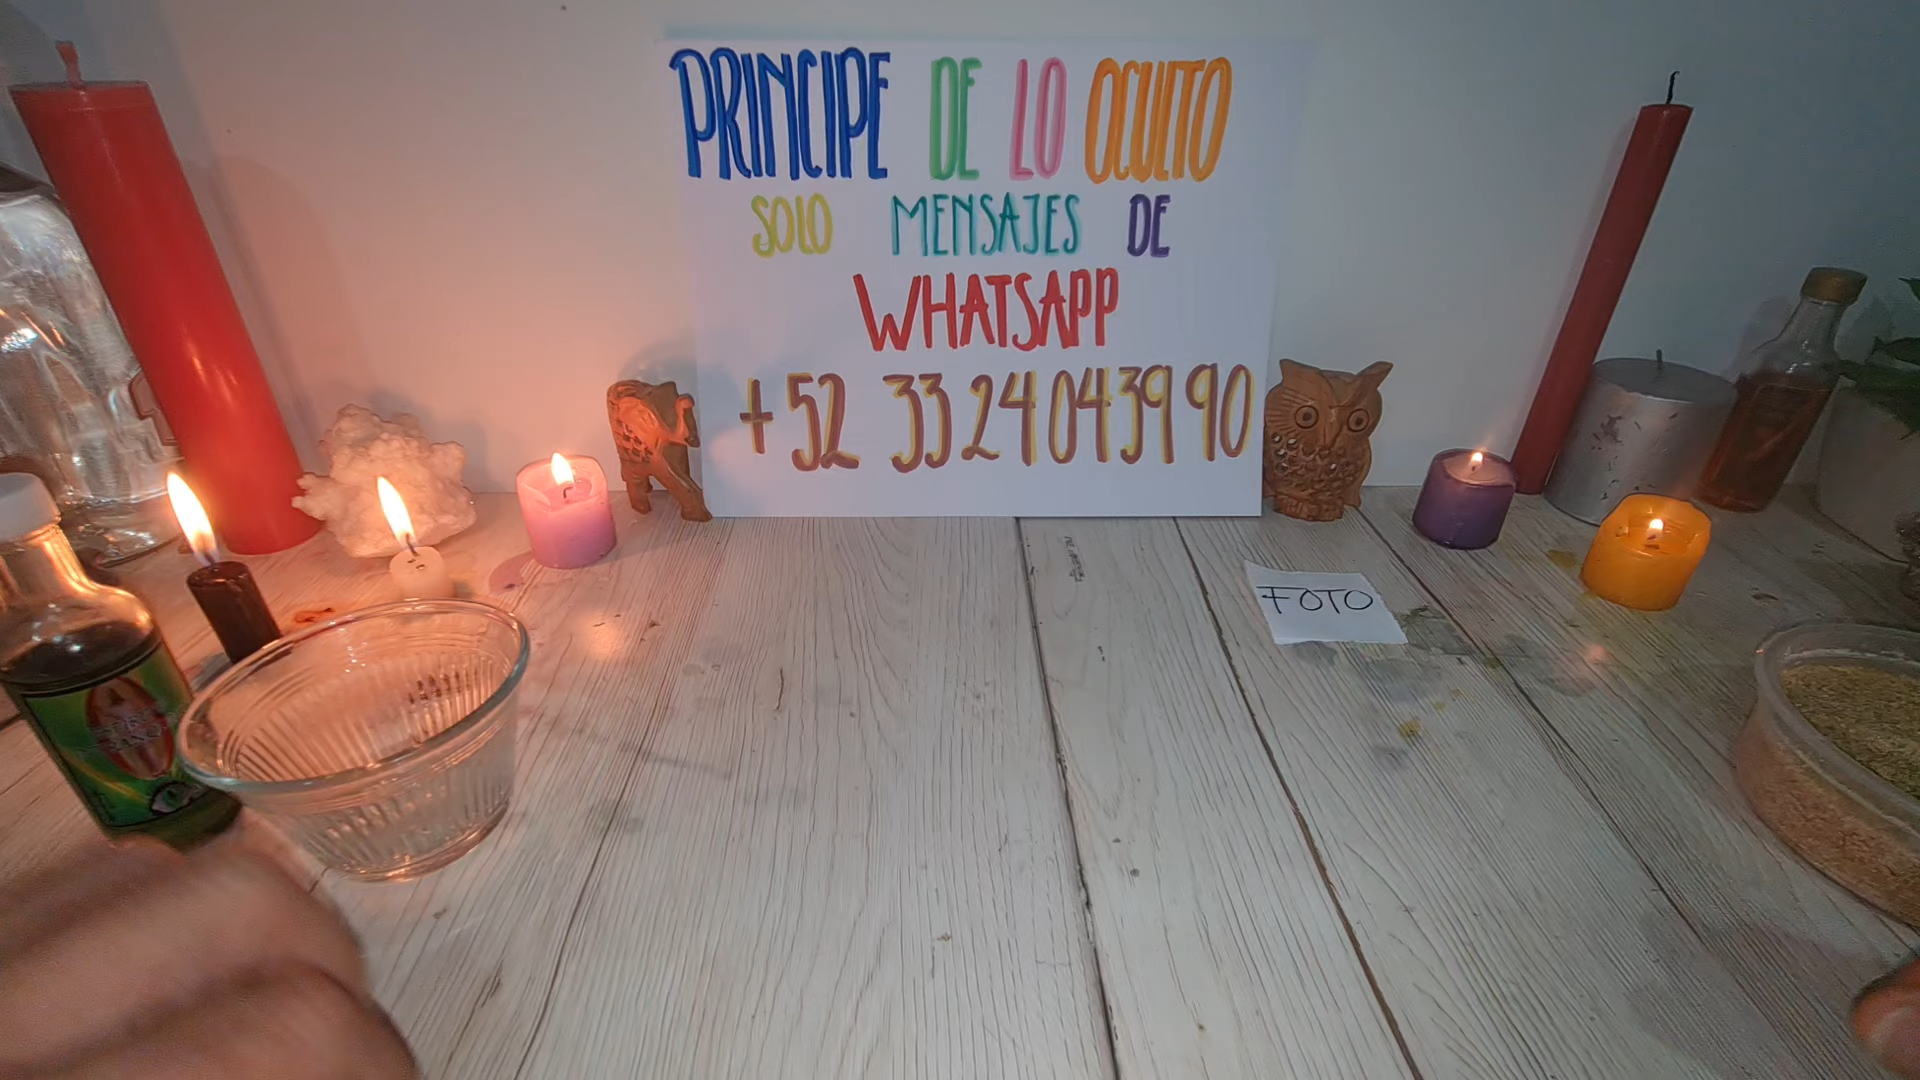 PRINCIPE DE LO OCULTO
SOLO MENSAJES DE
WHATSAPP
+52 33 24 04 39 90
FOTO